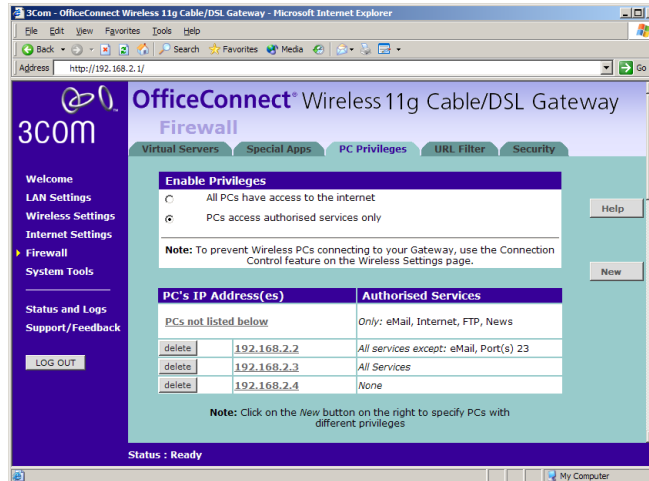 3Com - OfficeConnect Wireless 11g Cable/DSL Gateway - Microsoft Internet Explorer
File Edit View Favorites Tools Help
Back Search Favorites Media
Address http://192.168.2.1/ Go
3com
OfficeConnect® Wireless 11g Cable/DSL Gateway
Firewall
Virtual Servers Special Apps PC Privileges URL Filter Security
Welcome
LAN Settings
Wireless Settings
Internet Settings
Firewall
System Tools
Status and Logs
Support/Feedback
LOG OUT
Enable Privileges
All PCs have access to the internet
PCs access authorised services only
Note: To prevent Wireless PCs connecting to your Gateway, use the Connection
Control feature on the Wireless Settings page.
Help
New
PC's IP Address(es) Authorised Services
PCs not listed below Only: eMail, Internet, FTP, News
delete 192.168.2.2 All services except: eMail, Port(s) 23
delete 192.168.2.3 All Services
delete 192.168.2.4 None
Note: Click on the New button on the right to specify PCs with
different privileges
Status : Ready
My Computer